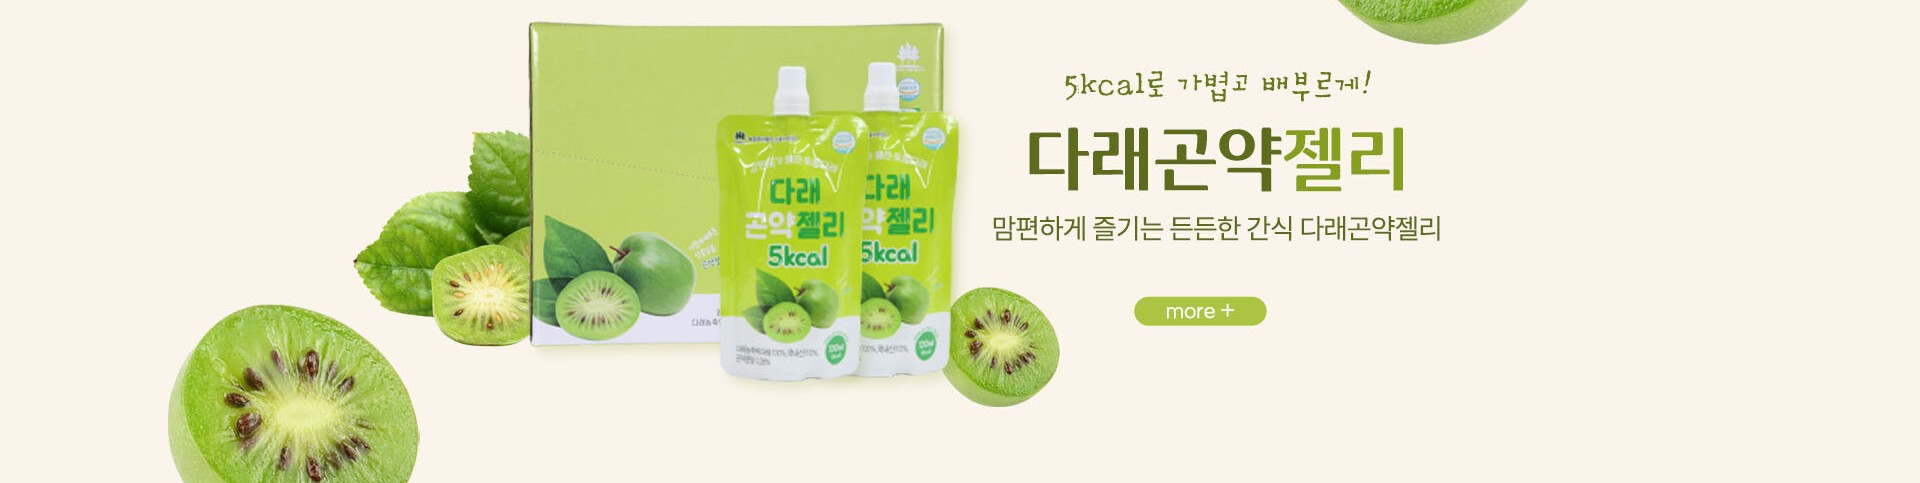 5kcal로 가볍고 배부르게!
다래곤약젤리
맘편하게 즐기는 든든한 간식 다래곤약젤리
more +
다래
곤약젤리
5kcal
120ml
다래
약젤리
5kcal